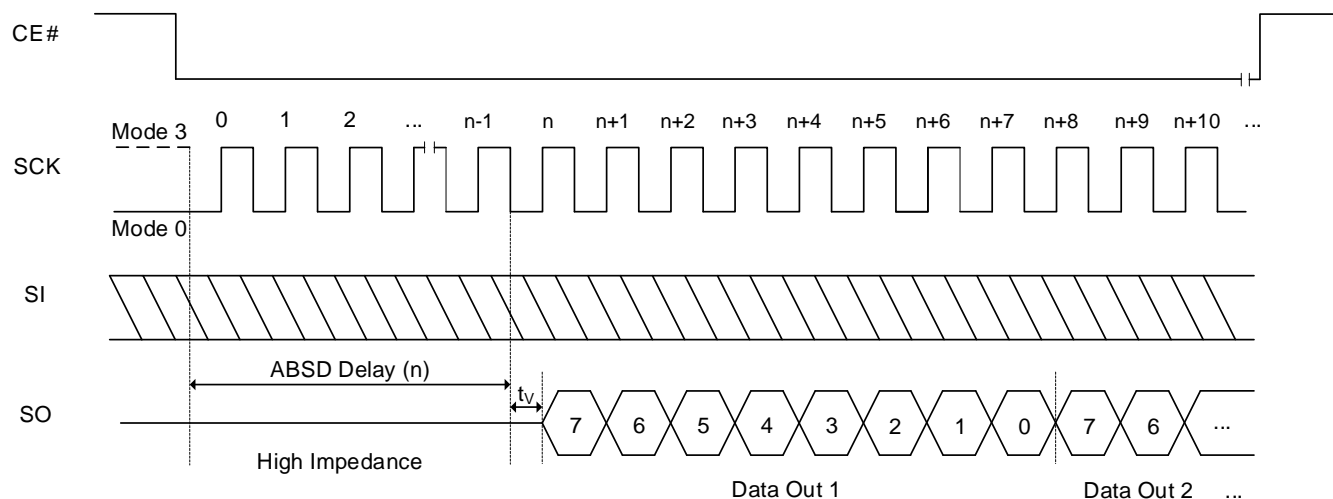 CE#
0 1 2 ... n-1 n n+1 n+2 n+3 n+4 n+5 n+6 n+7 n+8 n+9 n+10 ...
Mode 3
SCK
Mode 0
SI
ABSD Delay (n)
tV
SO
7 6 5 4 3 2 1 0 7 6 ...
High Impedance
Data Out 1 Data Out 2 ...